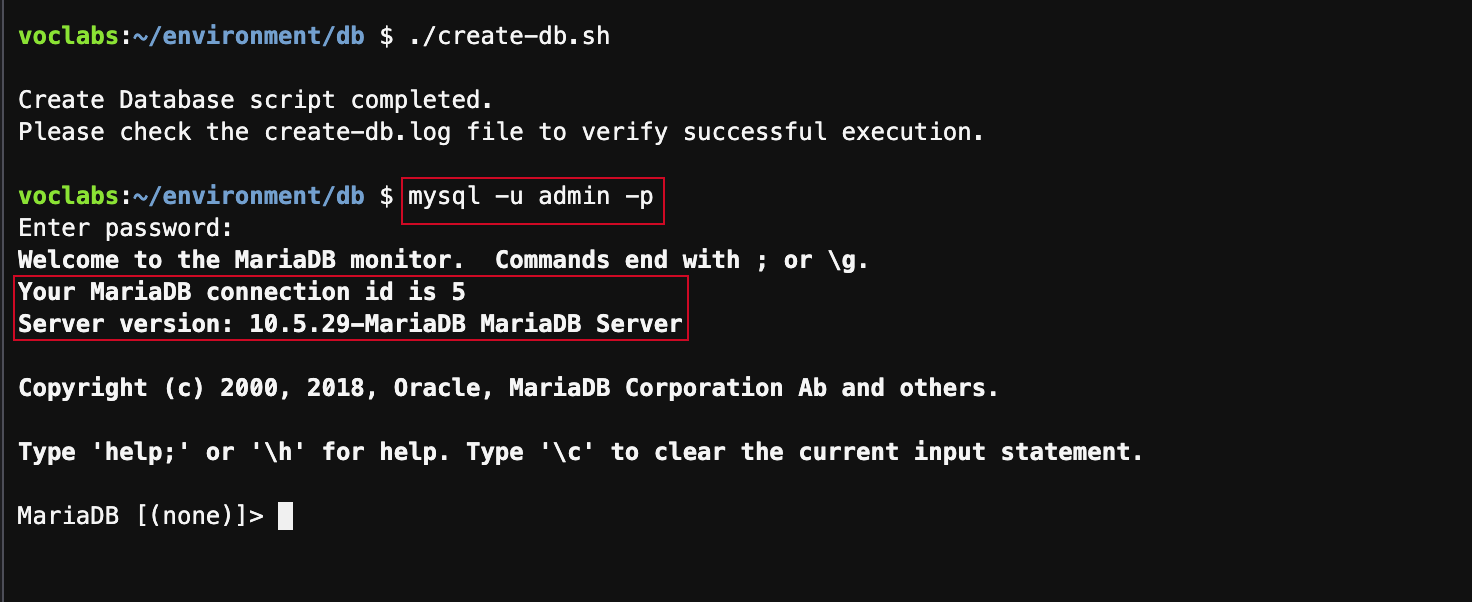 voclabs:~/environment/db $ ./create-db.sh
Create Database script completed.
Please check the create-db.log file to verify successful execution.
voclabs:~/environment/db $ mysql -u admin -p
Enter password:
Welcome to the MariaDB monitor.  Commands end with ; or \g.
Your MariaDB connection id is 5
Server version: 10.5.29-MariaDB MariaDB Server
Copyright (c) 2000, 2018, Oracle, MariaDB Corporation Ab and others.
Type 'help;' or '\h' for help. Type '\c' to clear the current input statement.
MariaDB [(none)]>